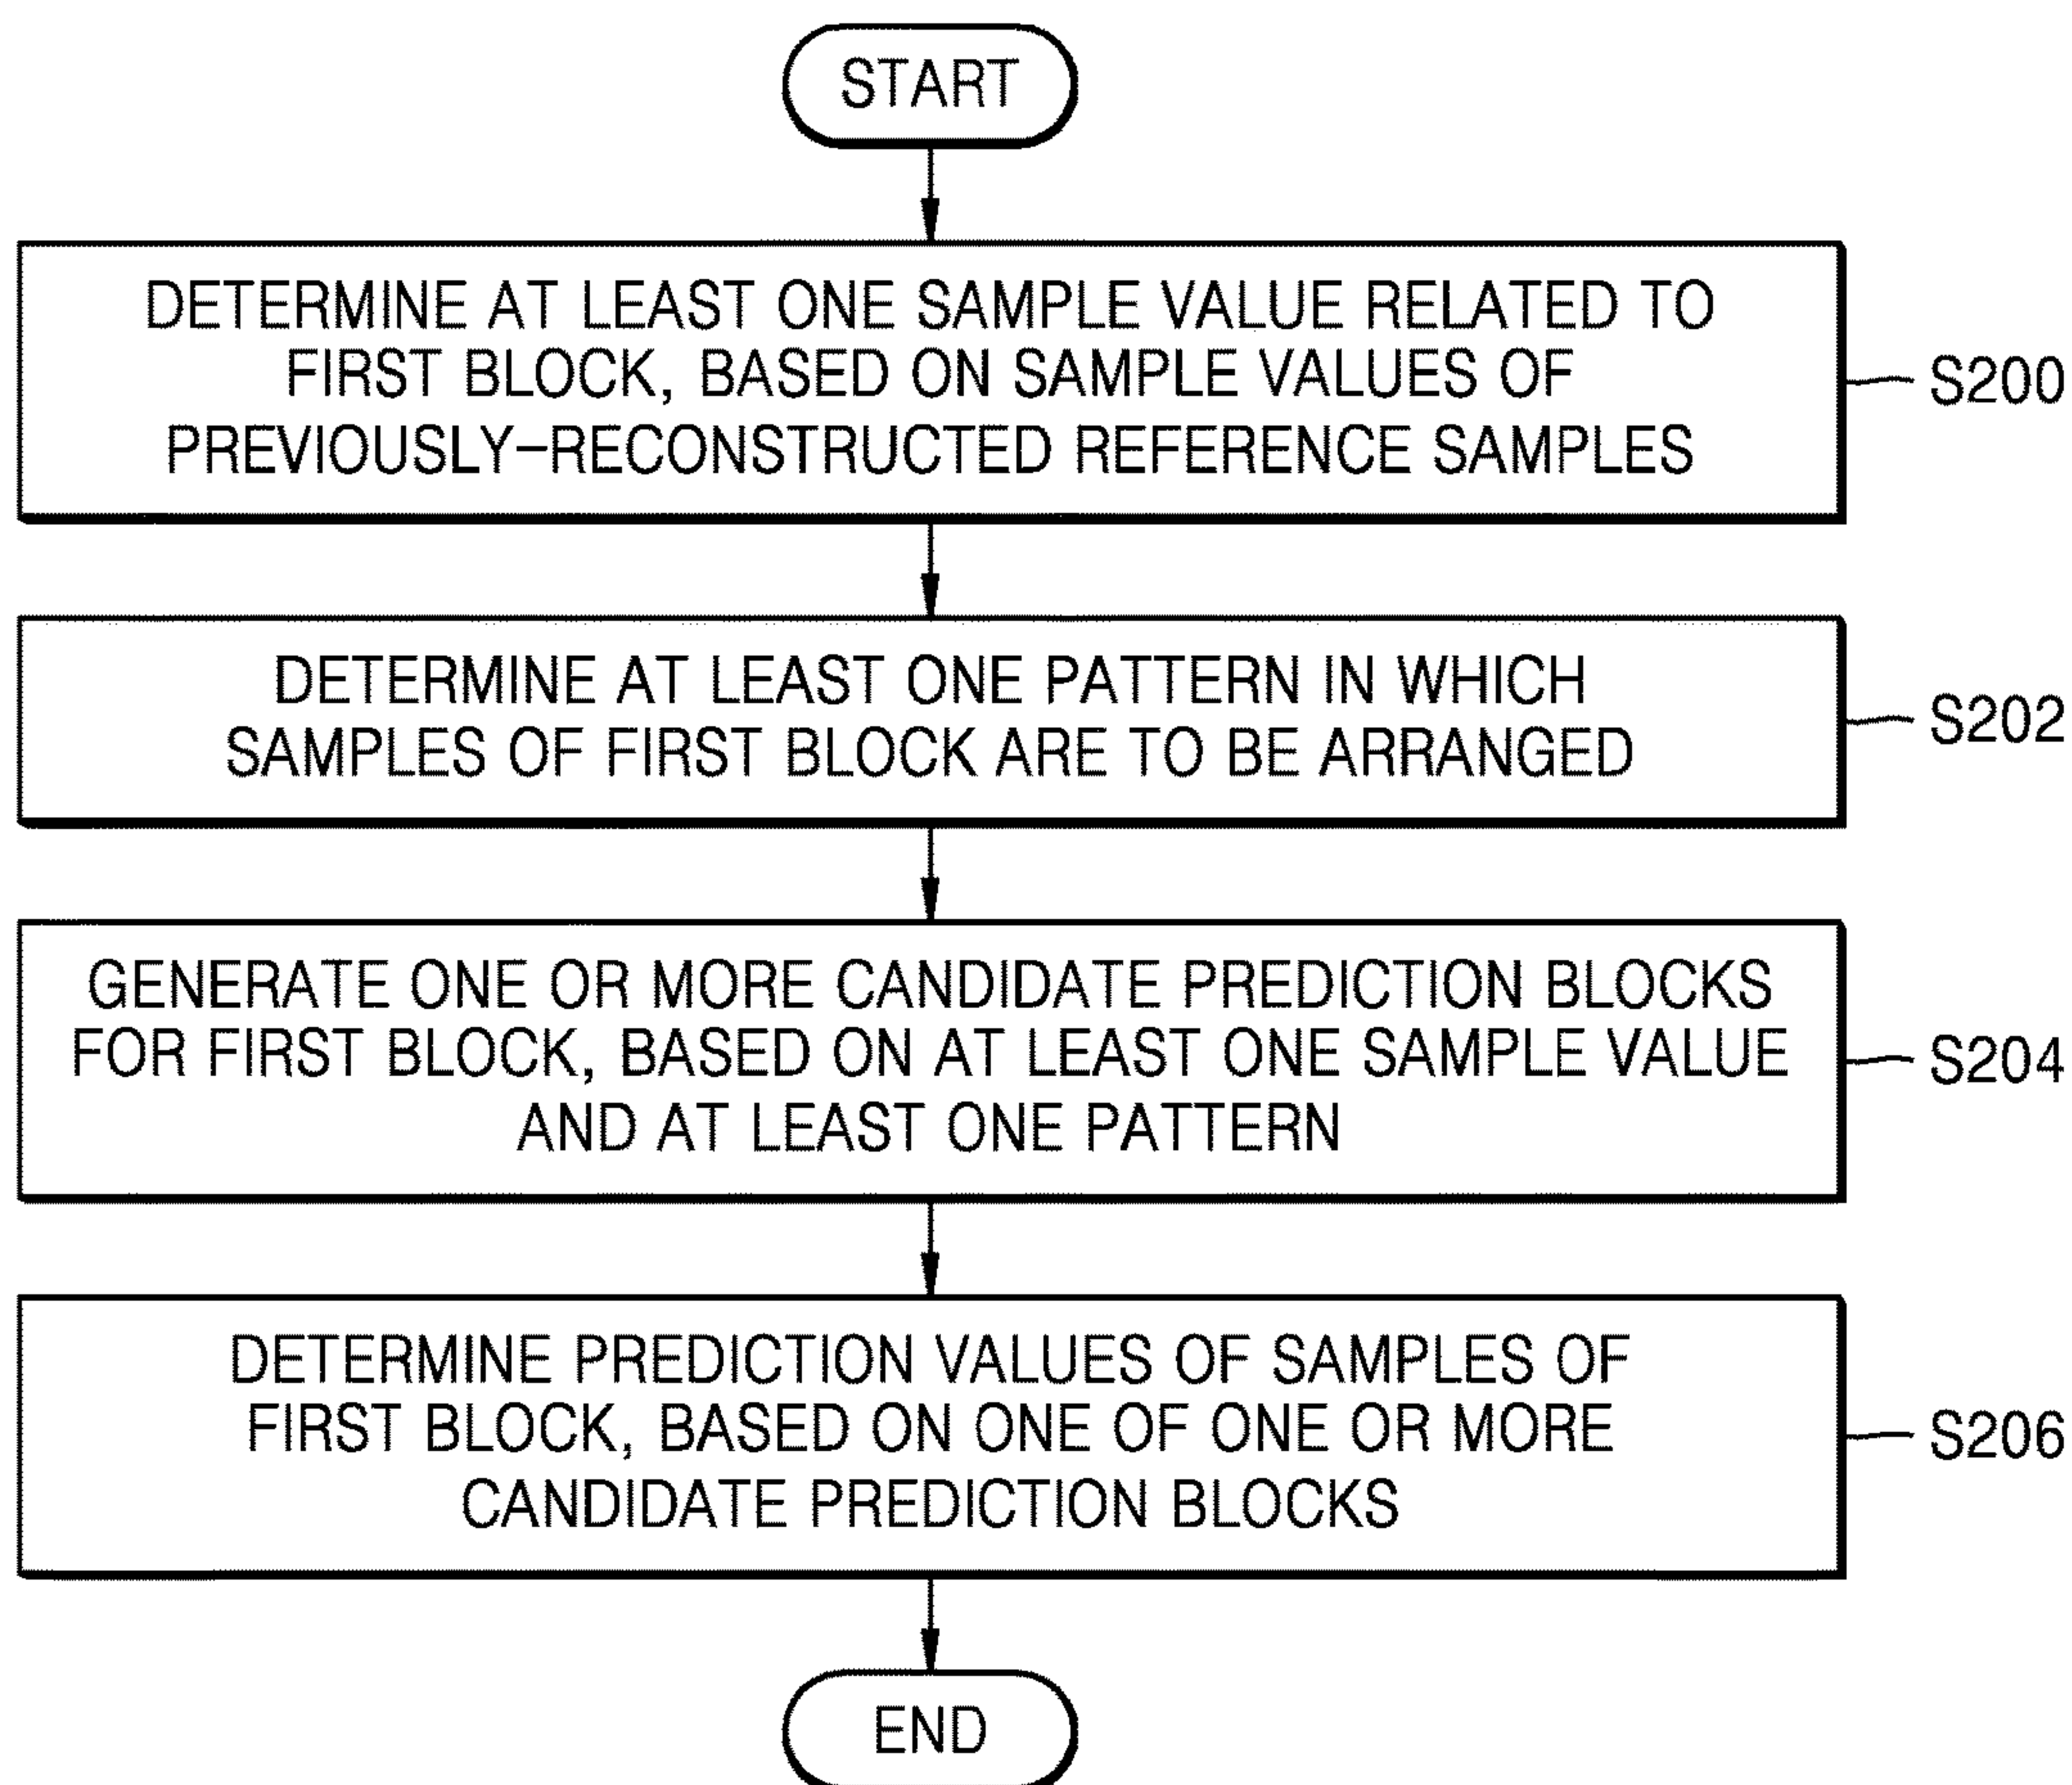 START
DETERMINE AT LEAST ONE SAMPLE VALUE RELATED TO
FIRST BLOCK, BASED ON SAMPLE VALUES OF
PREVIOUSLY-RECONSTRUCTED REFERENCE SAMPLES
S200
DETERMINE AT LEAST ONE PATTERN IN WHICH
SAMPLES OF FIRST BLOCK ARE TO BE ARRANGED
S202
GENERATE ONE OR MORE CANDIDATE PREDICTION BLOCKS
FOR FIRST BLOCK, BASED ON AT LEAST ONE SAMPLE VALUE
AND AT LEAST ONE PATTERN
S204
DETERMINE PREDICTION VALUES OF SAMPLES OF
FIRST BLOCK, BASED ON ONE OF ONE OR MORE
CANDIDATE PREDICTION BLOCKS
S206
END